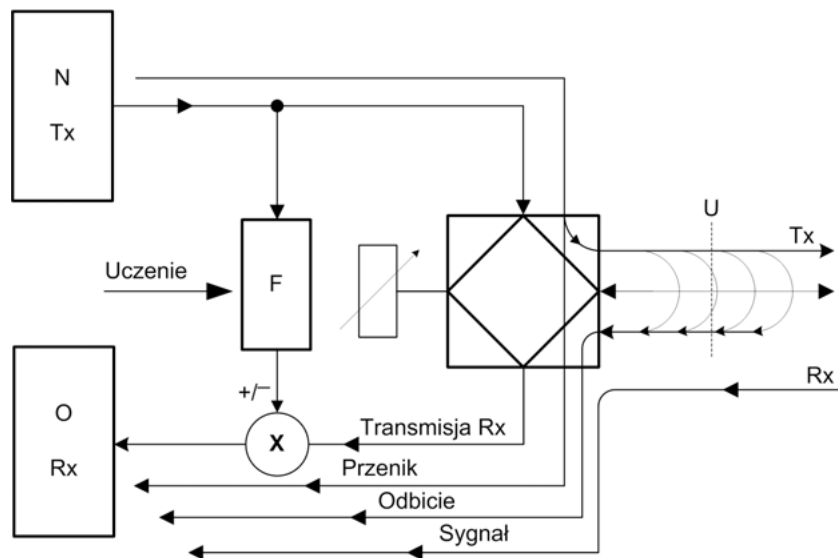 N
Tx
U
Tx
Uczenie
F
Rx
+/–
O
Rx
X
Transmisja Rx
Przenik
Odbicie
Sygnał